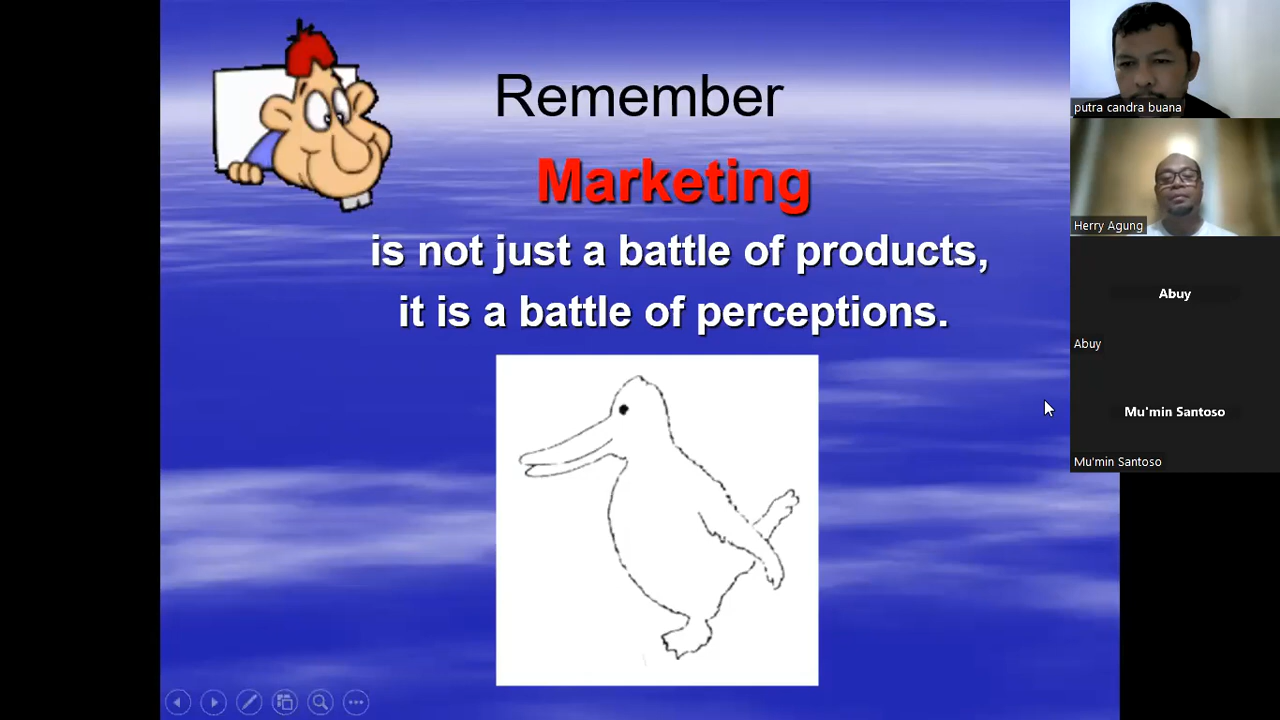 Remember
Marketing
is not just a battle of products,
it is a battle of perceptions.
putra candra buana
Herry Agung
Abuy
Abuy
Mu'min Santoso
Mu'min Santoso